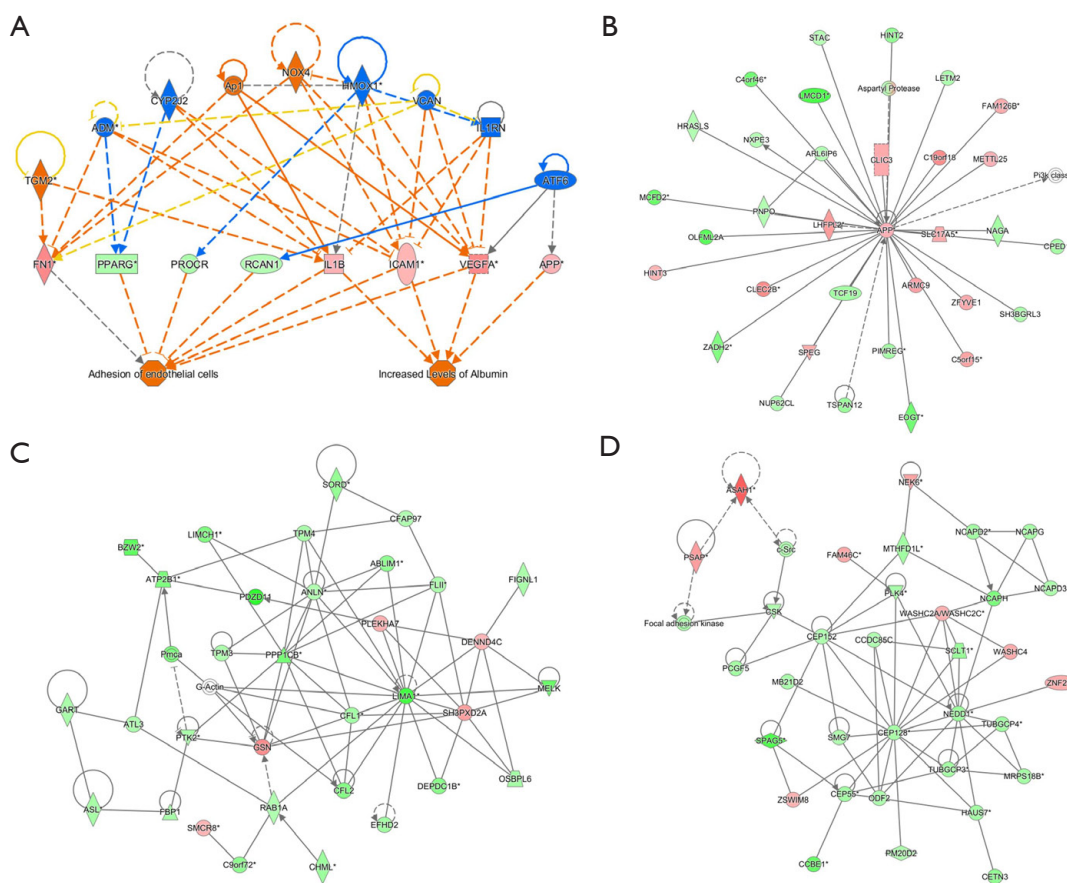 A
NOX4
Ap1
HMOX1*
CYP2J2
VCAN
ADM*
IL1RN
TGM2*
ATF6
FN1*
PPARG*
PROCR
RCAN1
IL1B
ICAM1*
VEGFA*
APP*
Adhesion of endothelial cells
Increased Levels of Albumin
B
STAC
HINT2
C4orf46*
Aspartyl Protease
LETM2
LMCD1*
FAM126B*
HRASLS
NXPE3
ARL6IP6
CLIC3
C19orf18
METTL25
Pi3k class
MCFD2*
PNPO
LHFPL2*
APP*
SLC17A5*
NAGA
OLFML2A
CPED1
HINT3
CLEC2B*
TCF19
ARMC9
ZFYVE1
SH3BGRL3
ZADH2*
SPEG
PIMREG*
C5orf15*
NUP62CL
TSPAN12
EOGT*
C
SORD*
LIMCH1*
TPM4
CFAP97
BZW2*
ATP2B1*
ABLIM1*
FLII*
FIGNL1
PDZD11
ANLN*
PLEKHA7
DENND4C
Pmca
TPM3
PPP1CB*
G-Actin
LIMA1*
MELK
GART
ATL3
PTK2*
CFL1*
SH3PXD2A
GSN
CFL2
DEPDC1B*
OSBPL6
ASL*
FBP1
RAB1A
EFHD2
SMCR8*
C9orf72*
CHML*
D
ASAH1*
NEK6*
PSAP*
c-Src
FAM46C*
MTHFD1L*
NCAPD2*
NCAPG
NCAPD3
Focal adhesion kinase
CSK
PLK4*
NCAPH
WASHC2A/WASHC2C*
CEP152
CCDC85C
SCLT1*
WASHC4
PCGF5
MB21D2
ZNF2
NEDD1*
SPAG5*
SMG7
CEP128*
TUBGCP4*
TUBGCP3*
MRPS18B*
ZSWIM8
CEP55*
ODF2
HAUS7*
CCBE1*
PM20D2
CETN3